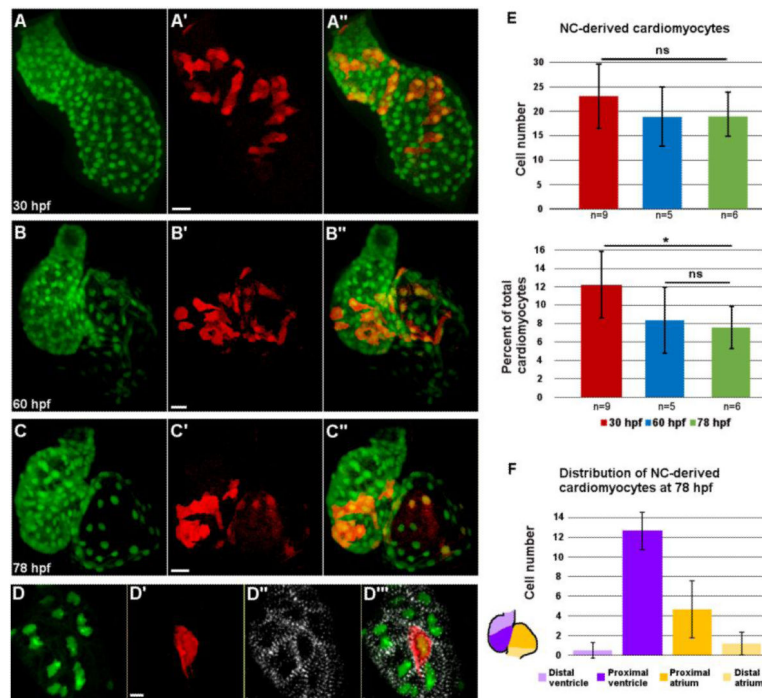 A
A'
A"
30 hpf
B
B'
B"
60 hpf
C
C'
C"
78 hpf
D
D'
D"
D"'
E
NC-derived cardiomyocytes
ns
Cell number
30
25
20
15
10
5
0
n=9
n=5
n=6
*
ns
Percent of total
cardiomyocytes
16
14
12
10
8
6
4
2
0
n=9
n=5
n=6
30 hpf
60 hpf
78 hpf
F
Distribution of NC-derived
cardiomyocytes at 78 hpf
Cell number
14
12
10
8
6
4
2
0
Distal
ventricle
Proximal
ventricle
Proximal
atrium
Distal
atrium